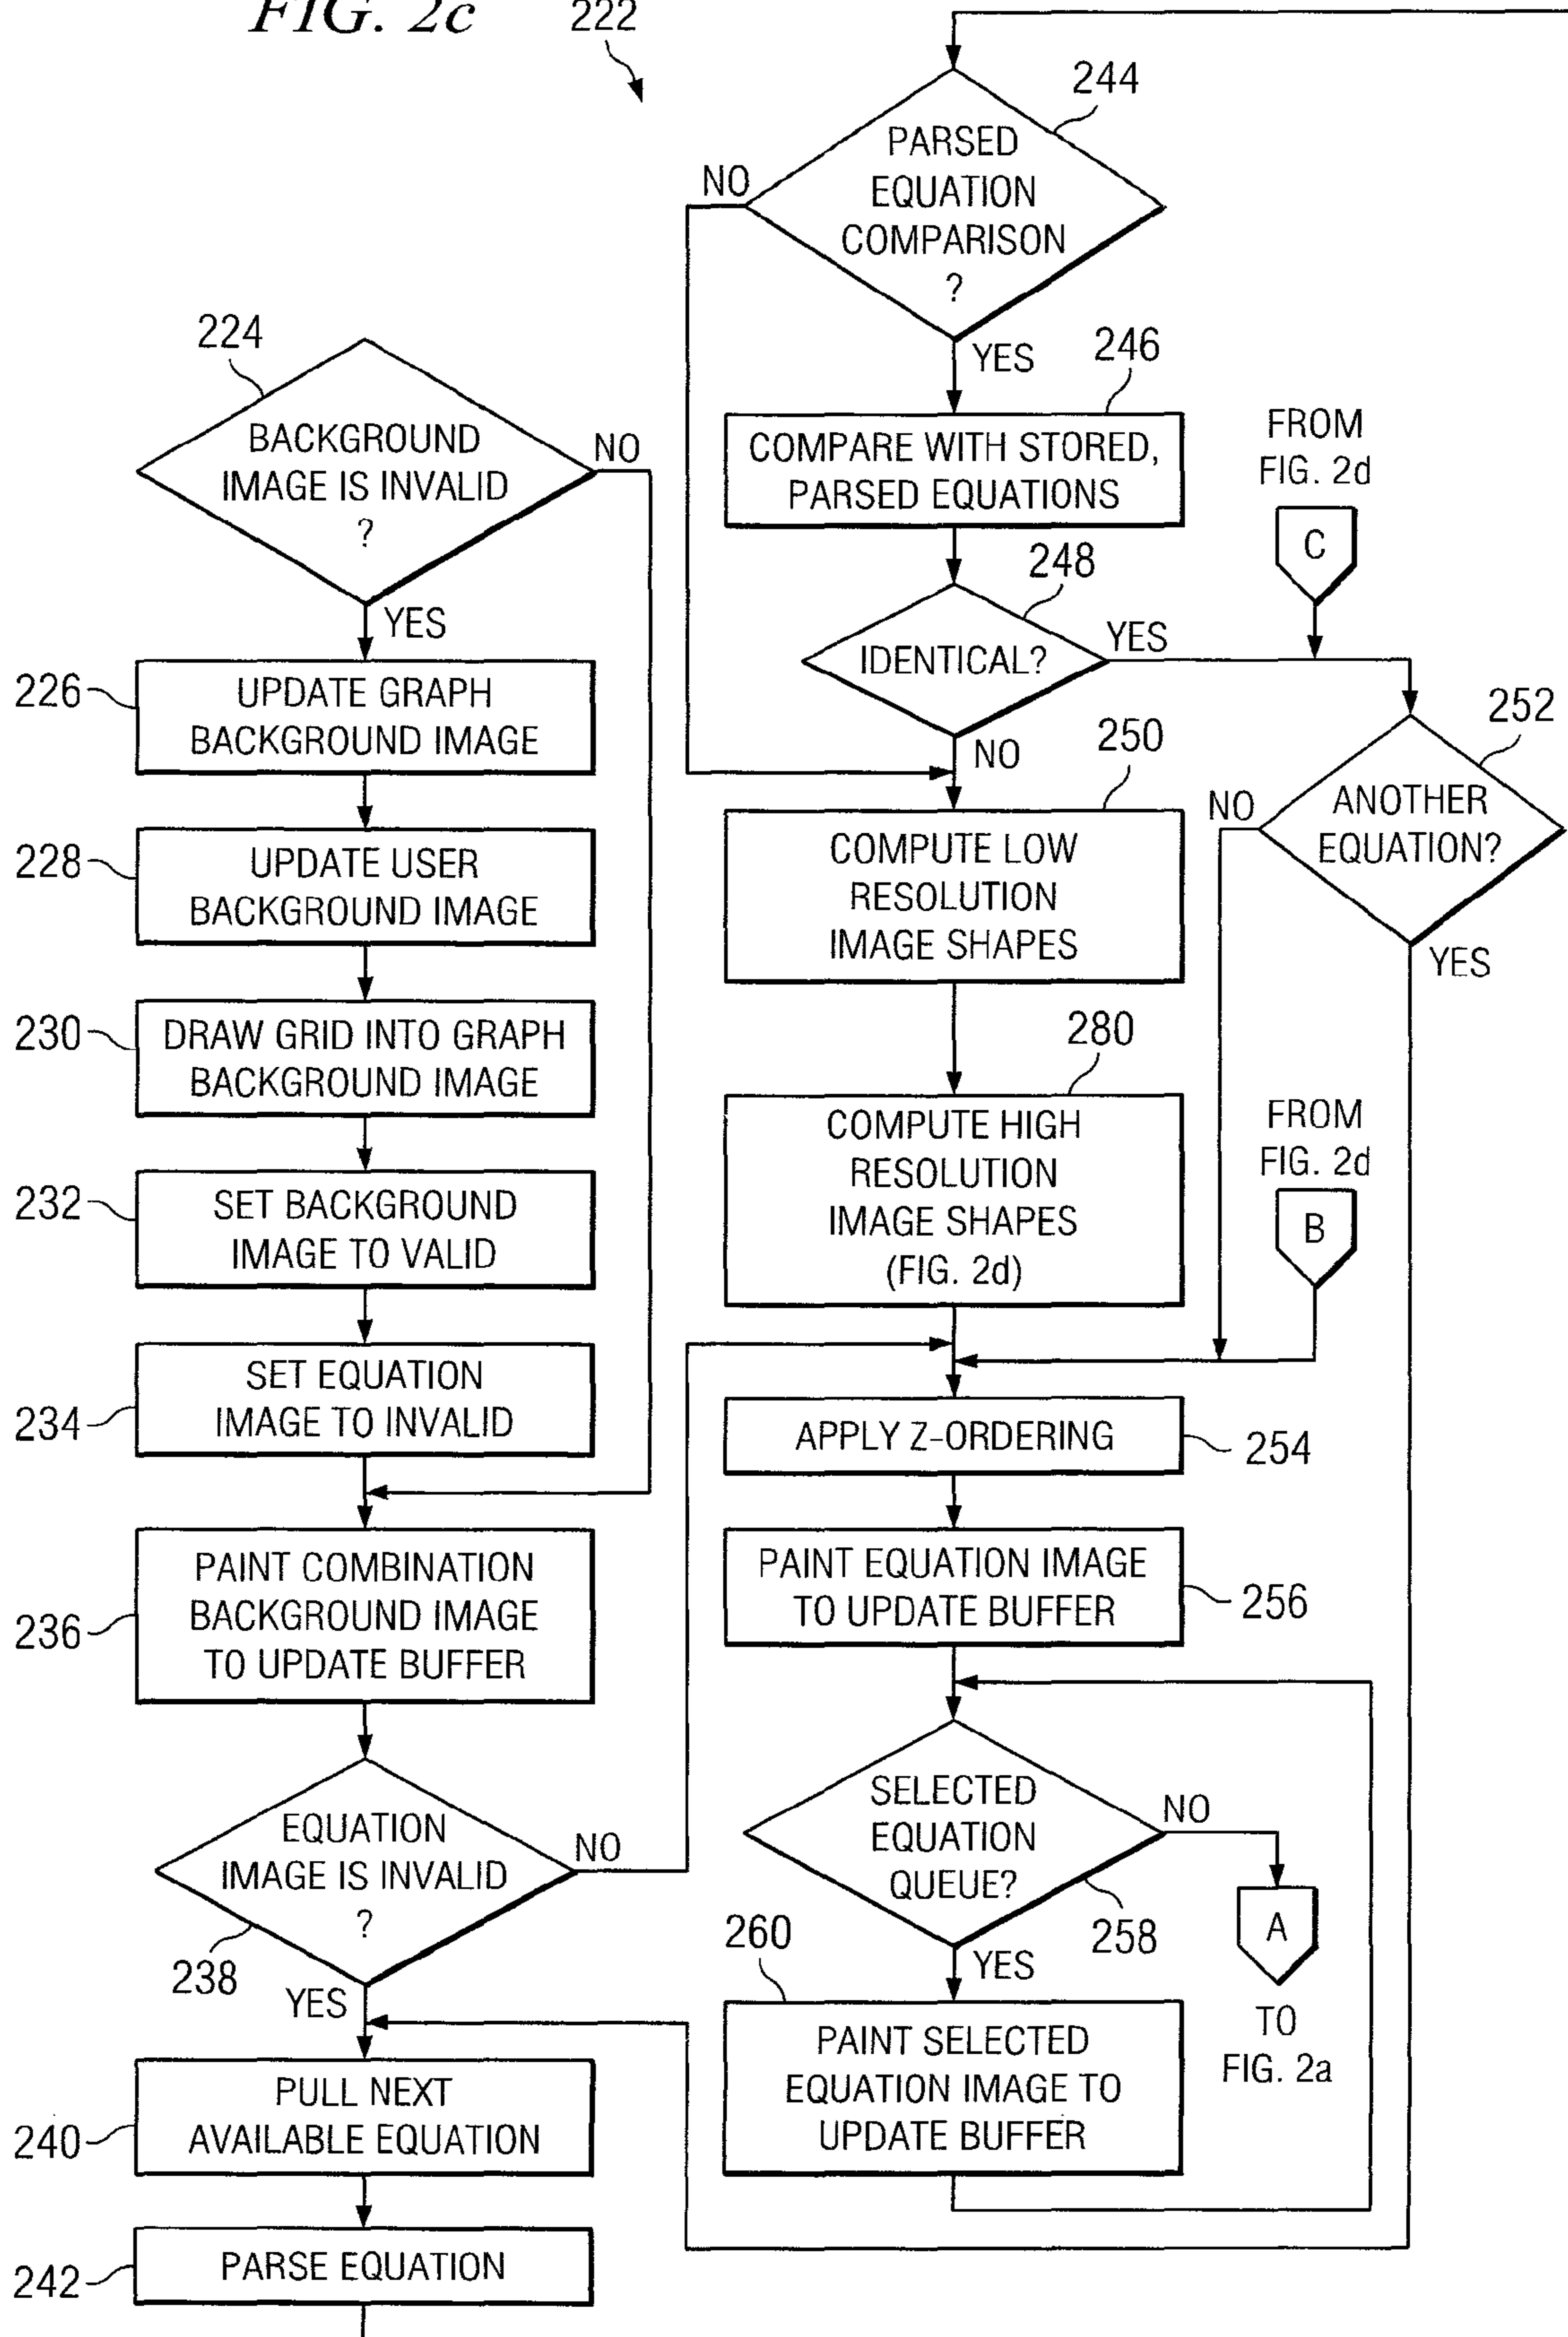 FIG. 2c
222
224
BACKGROUND
IMAGE IS INVALID
?
NO
YES
226
UPDATE GRAPH
BACKGROUND IMAGE
228
UPDATE USER
BACKGROUND IMAGE
230
DRAW GRID INTO GRAPH
BACKGROUND IMAGE
232
SET BACKGROUND
IMAGE TO VALID
234
SET EQUATION
IMAGE TO INVALID
236
PAINT COMBINATION
BACKGROUND IMAGE
TO UPDATE BUFFER
EQUATION
IMAGE IS INVALID
?
NO
238
YES
240
PULL NEXT
AVAILABLE EQUATION
242
PARSE EQUATION
244
PARSED
EQUATION
COMPARISON
?
NO
YES
246
COMPARE WITH STORED,
PARSED EQUATIONS
248
IDENTICAL?
YES
NO
FROM
FIG. 2d
C
252
ANOTHER
EQUATION?
NO
YES
250
COMPUTE LOW
RESOLUTION
IMAGE SHAPES
280
COMPUTE HIGH
RESOLUTION
IMAGE SHAPES
(FIG. 2d)
FROM
FIG. 2d
B
APPLY Z-ORDERING
254
PAINT EQUATION IMAGE
TO UPDATE BUFFER
256
SELECTED
EQUATION
QUEUE?
NO
258
YES
A
TO
FIG. 2a
260
PAINT SELECTED
EQUATION IMAGE TO
UPDATE BUFFER